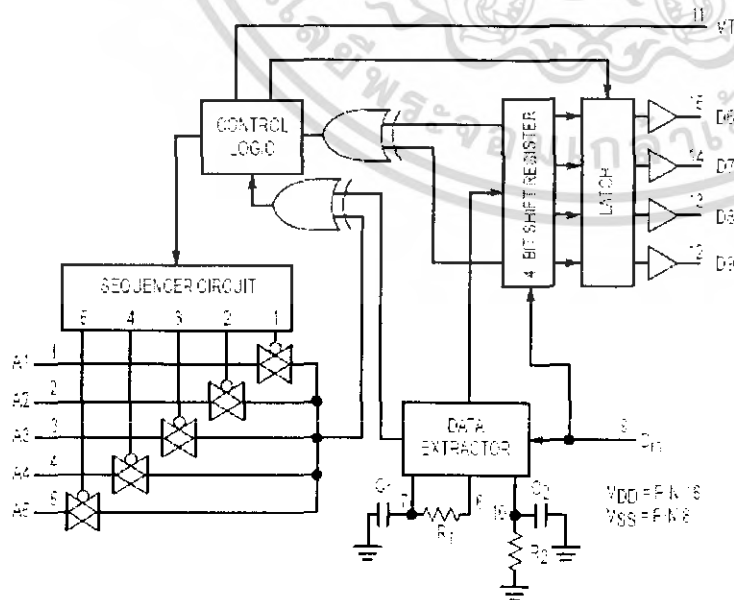 11
VT
CONTROL
LOGIC
4-BIT SHIFT REGISTER
LATCH
15
D6
14
D7
13
D8
12
D9
SEQUENCER CIRCUIT
5 4 3 2 1
A1 1
A2 2
A3 3
A4 4
A5 5
DATA
EXTRACTOR
9
Din
C1
7
R1
6
10
C2
R2
VDD = PIN 16
VSS = PIN 8